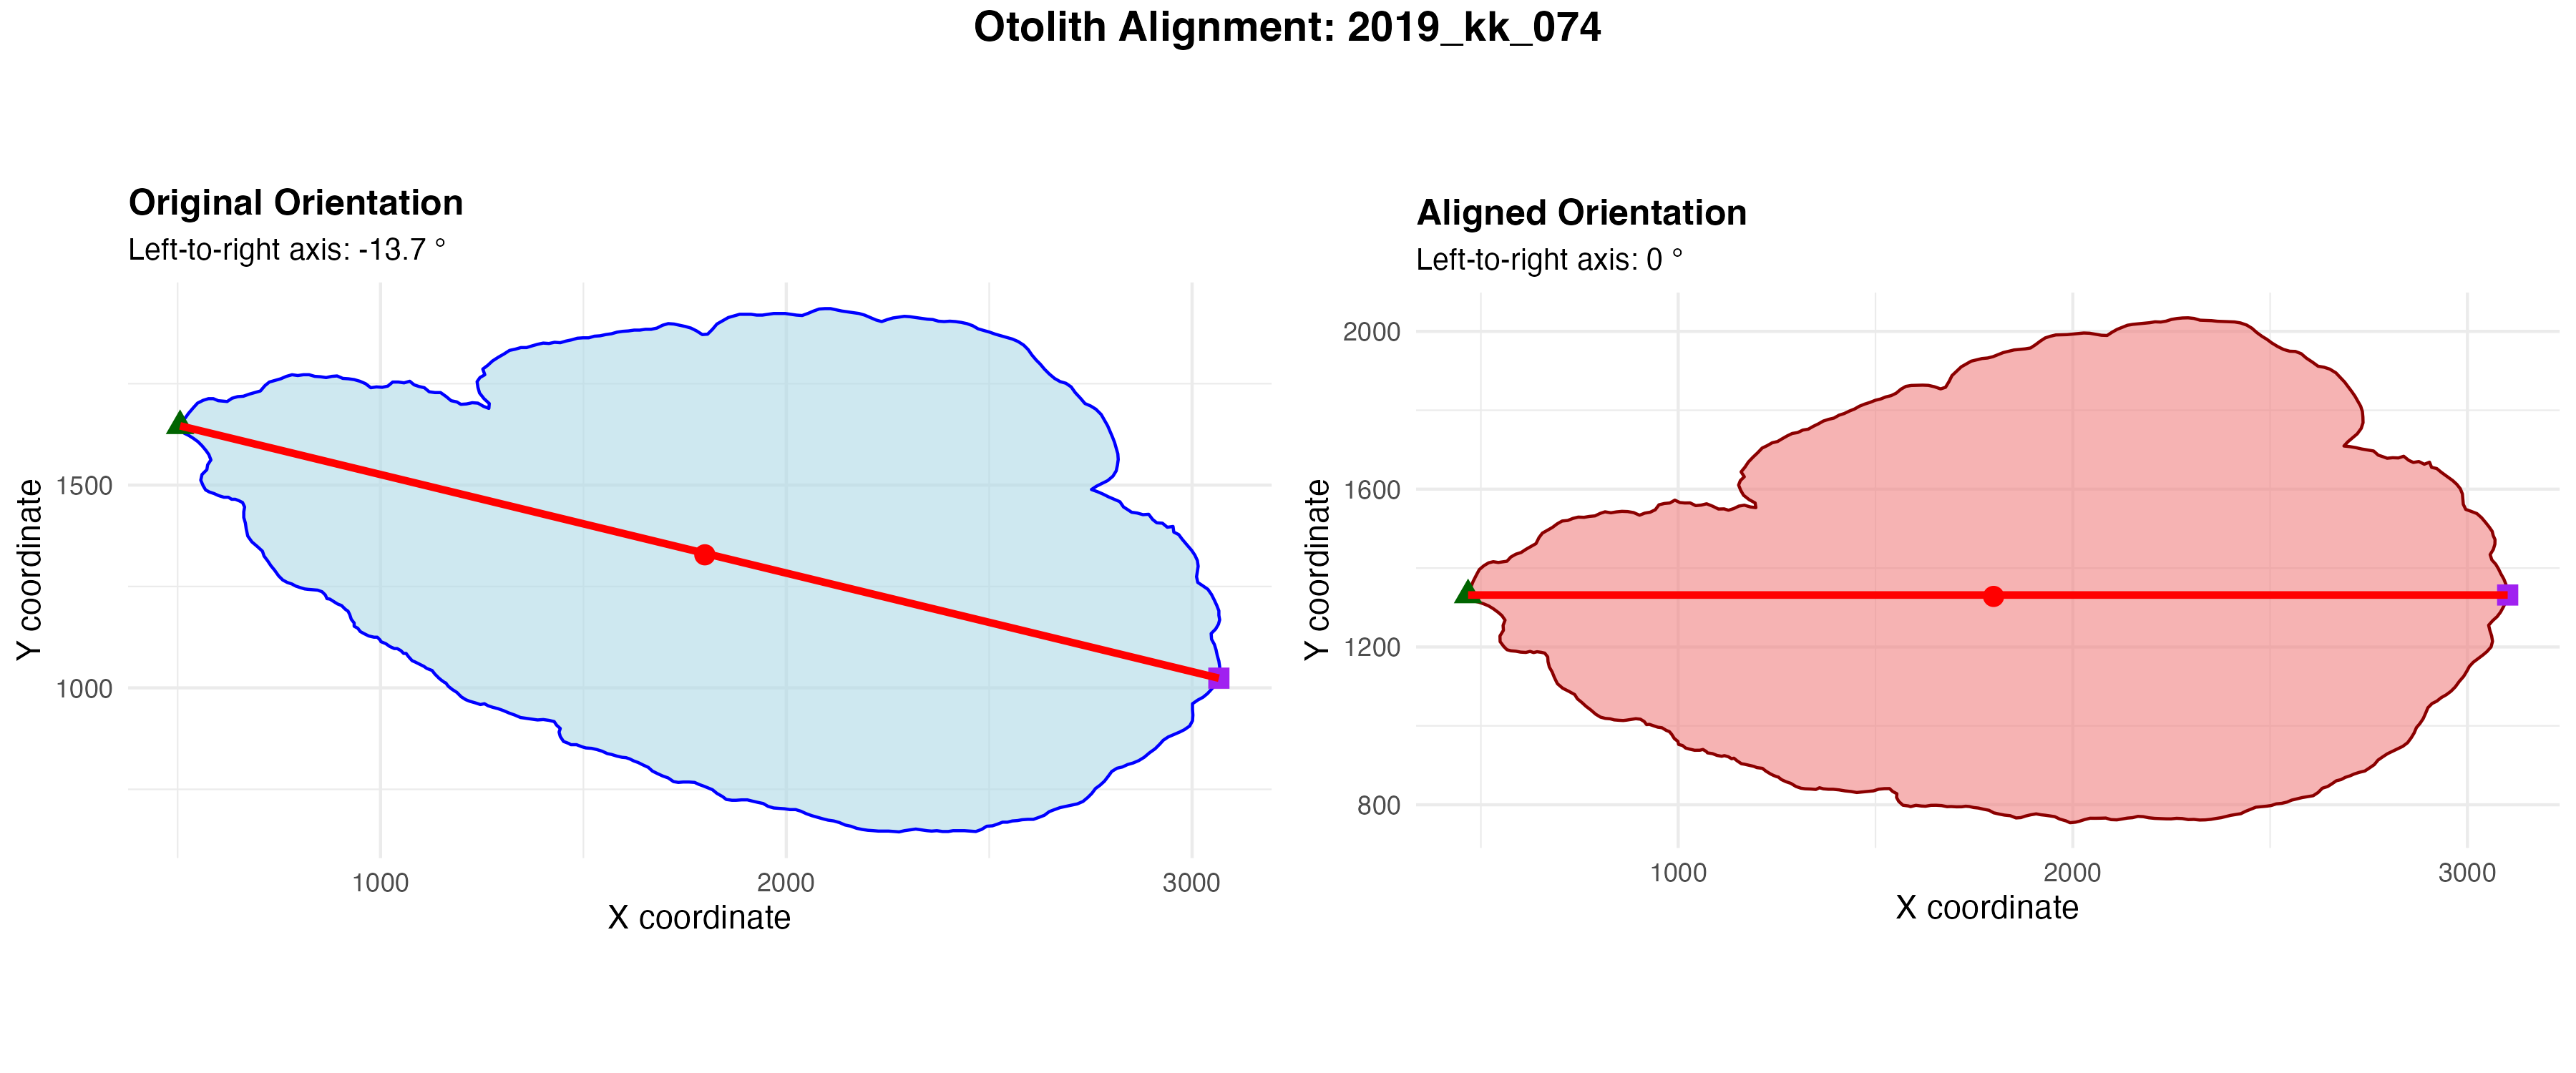 Otolith Alignment: 2019_kk_074
Original Orientation
Left-to-right axis: -13.7 °
Y coordinate
1500
1000
1000
2000
3000
X coordinate
Aligned Orientation
Left-to-right axis: 0 °
Y coordinate
2000
1600
1200
800
1000
2000
3000
X coordinate